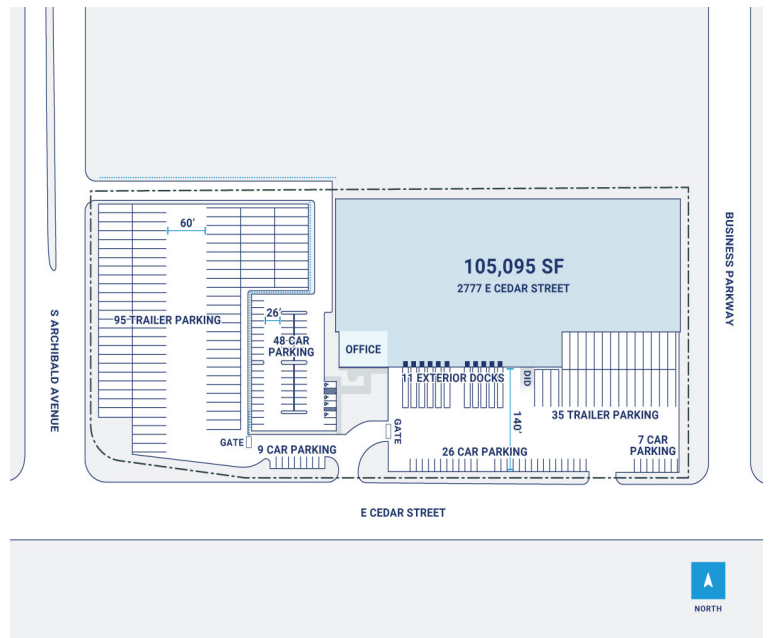 60'
105,095 SF
2777 E CEDAR STREET
BUSINESS PARKWAY
S ARCHIBALD AVENUE
95 TRAILER PARKING
26'
48 CAR
PARKING
OFFICE
11 EXTERIOR DOCKS
DID
140'
35 TRAILER PARKING
GATE
GATE
9 CAR PARKING
26 CAR PARKING
7 CAR
PARKING
E CEDAR STREET
NORTH